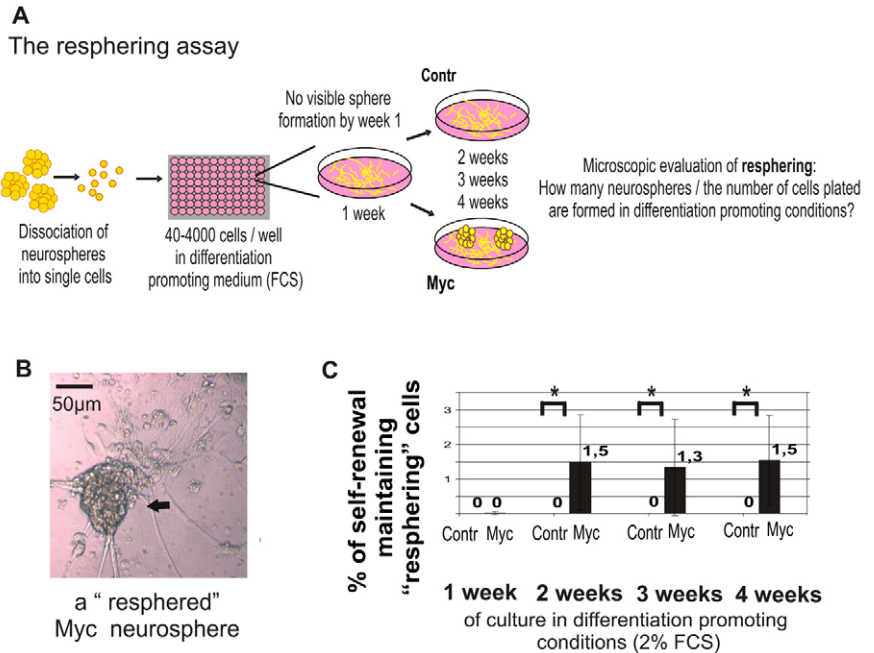 A
The resphering assay
Contr
No visible sphere
formation by week 1
2 weeks
3 weeks
4 weeks
1 week
Myc
Dissociation of
neurospheres
into single cells
40-4000 cells / well
in differentiation
promoting medium (FCS)
Microscopic evaluation of resphering:
How many neurospheres / the number of cells plated
are formed in differentiation promoting conditions?
B
50µm
a “ resphered”
Myc neurosphere
C
% of self-renewal
maintaining
“resphering” cells
3
2
1
* * *
0 0 0 1,5 0 1,3 0 1,5
Contr Myc Contr Myc Contr Myc Contr Myc
1 week 2 weeks 3 weeks 4 weeks
of culture in differentiation promoting
conditions (2% FCS)